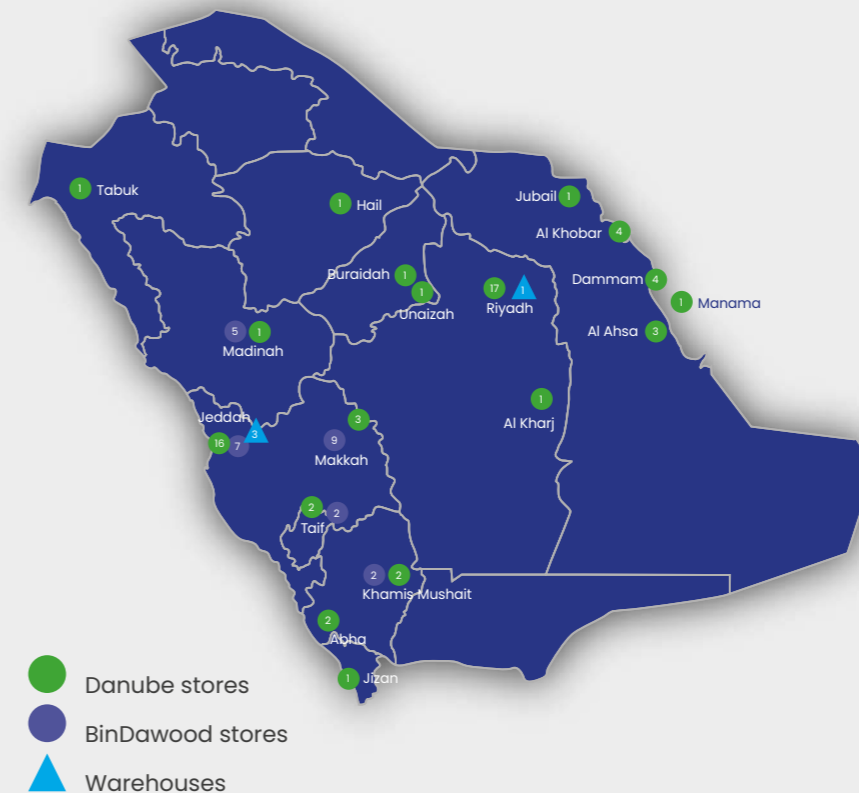 1 Tabuk
1 Hail
Jubail 1
Al Khobar 4
Buraidah 1
1
Unaizah
17 1
Riyadh
Dammam 4
1 Manama
5 1
Madinah
Al Ahsa 3
Al Kharj
1
Jeddah
16 7 3
3
9
Makkah
2 2
Taif
2 2
Khamis Mushait
2
Abha
1 Jizan
Danube stores
BinDawood stores
Warehouses